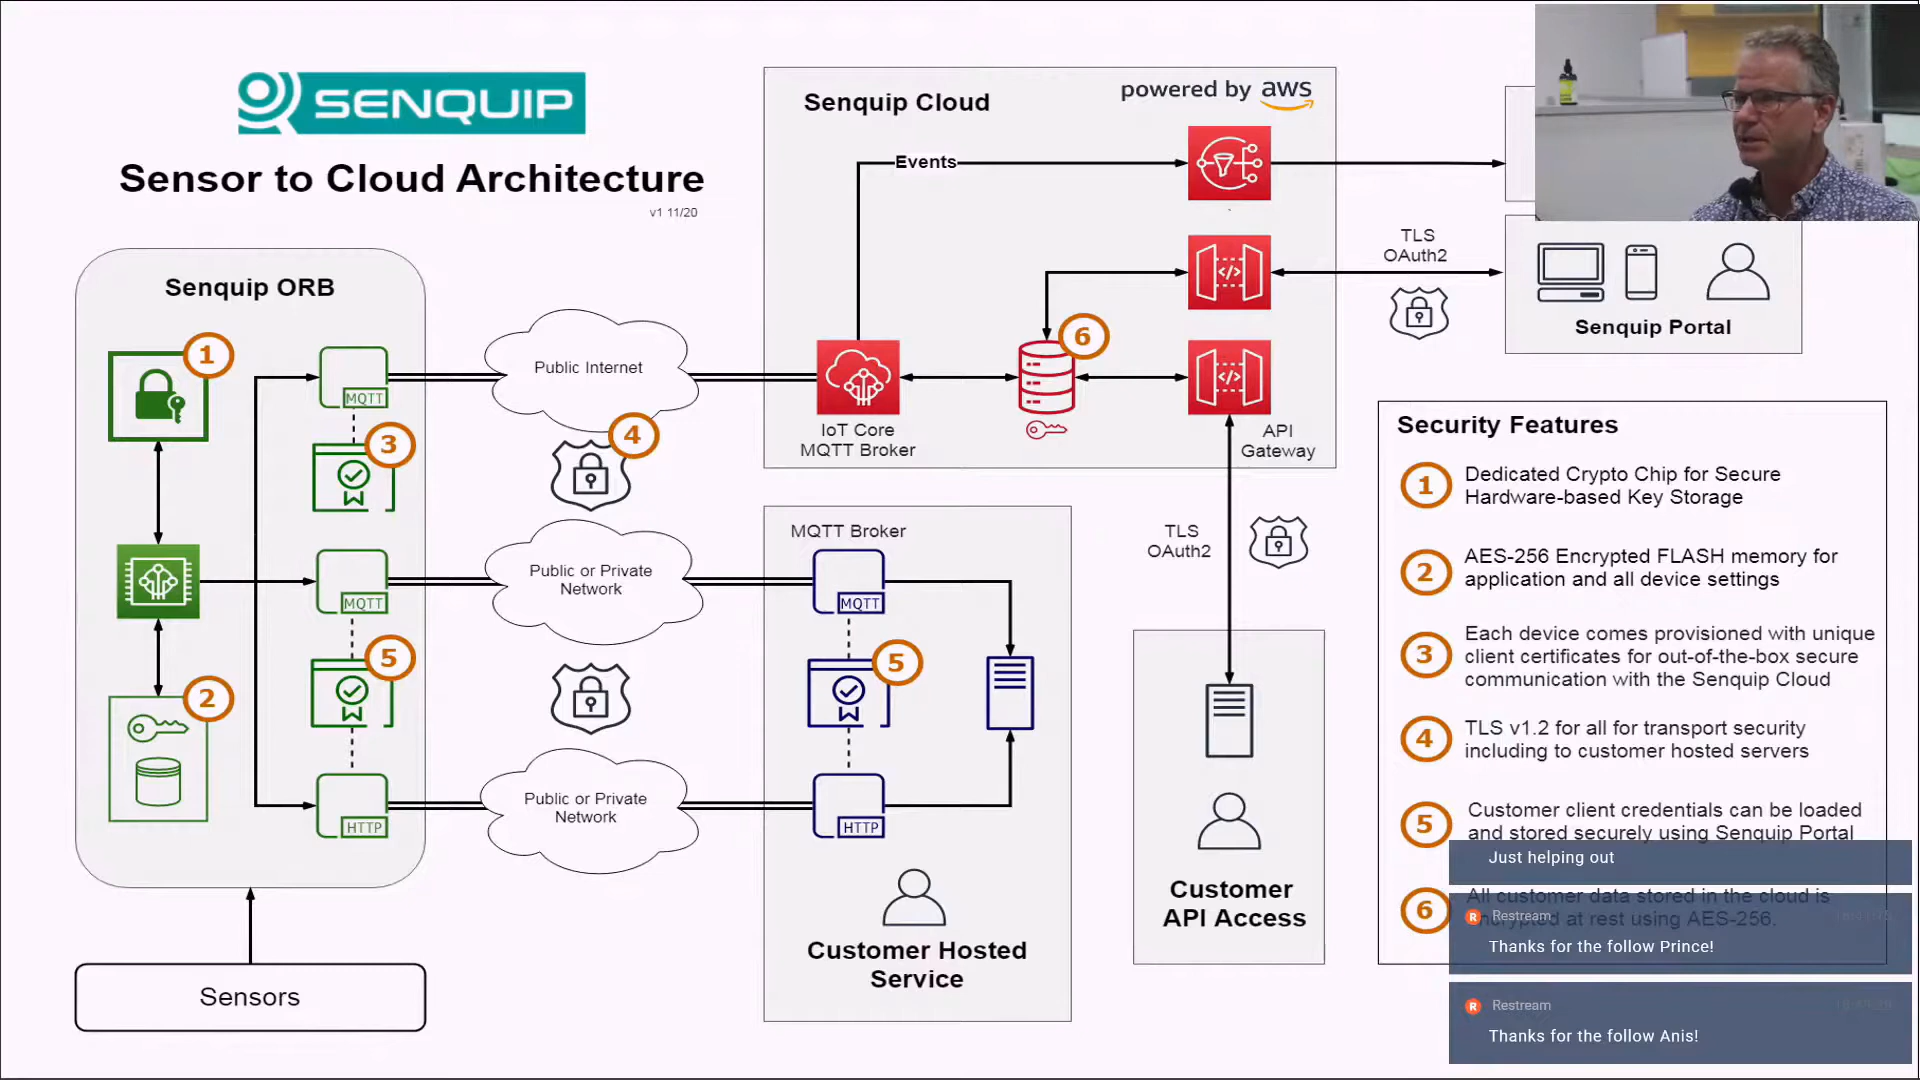 SENQUIP
Sensor to Cloud Architecture
v1 11/20
Senquip ORB
1
MQTT
3
MQTT
5
2
HTTP
Sensors
Public Internet
4
Public or Private
Network
Public or Private
Network
Senquip Cloud
powered by aws
Events
6
IoT Core
MQTT Broker
API
Gateway
TLS
OAuth2
Senquip Portal
MQTT Broker
MQTT
5
HTTP
Customer Hosted
Service
TLS
OAuth2
Customer
API Access
Security Features
1
Dedicated Crypto Chip for Secure
Hardware-based Key Storage
2
AES-256 Encrypted FLASH memory for
application and all device settings
3
Each device comes provisioned with unique
client certificates for out-of-the-box secure
communication with the Senquip Cloud
4
TLS v1.2 for all for transport security
including to customer hosted servers
5
Customer client credentials can be loaded
and stored securely using Senquip Portal
6
All customer data stored in the cloud is
encrypted at rest using AES-256.
Just helping out
R Restream
Thanks for the follow Prince!
R Restream
Thanks for the follow Anis!